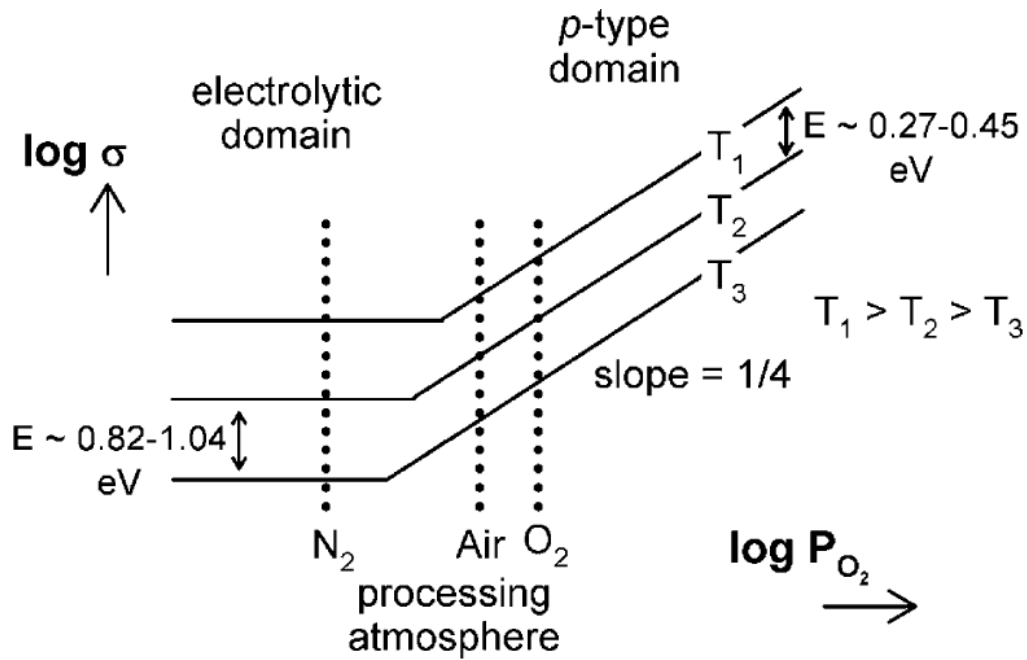 p-type
domain
electrolytic
domain
log σ
E ~ 0.27-0.45
eV
T₁
T₂
T₃
T₁ > T₂ > T₃
slope = 1/4
E ~ 0.82-1.04
eV
N₂
Air
O₂
processing
atmosphere
log P_O₂